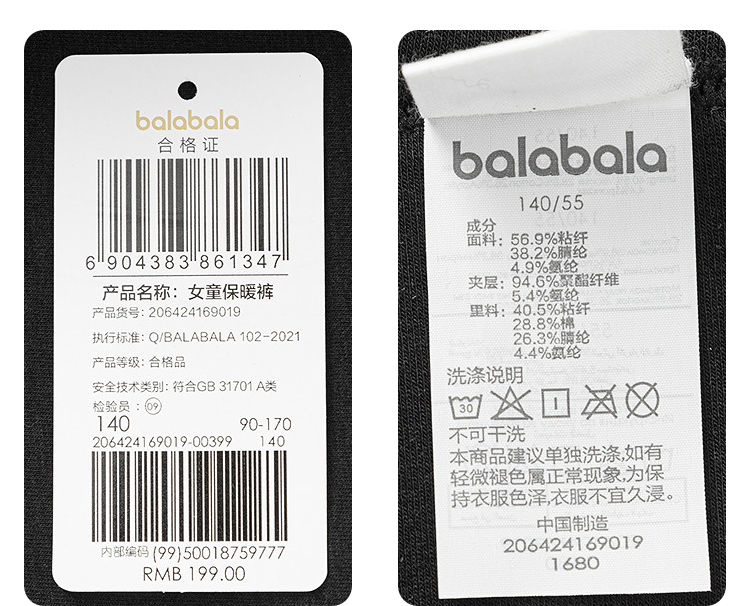 balabala
合格证
6 904383 861347
产品名称：女童保暖裤
产品货号：206424169019
执行标准：Q/BALABALA 102-2021
产品等级：合格品
安全技术类别：符合GB 31701 A类
检验员：09
140 90-170
206424169019-00399 140
内部编码 (99)50018759777
RMB 199.00
balabala
140/55
成分
面料：56.9%粘纤
38.2%腈纶
4.9%氨纶
夹层：94.6%聚酯纤维
5.4%氨纶
里料：40.5%粘纤
28.8%棉
26.3%腈纶
4.4%氨纶
洗涤说明
30
不可干洗
本商品建议单独洗涤,如有
轻微褪色属正常现象,为保
持衣服色泽,衣服不宜久浸。
中国制造
206424169019
1680